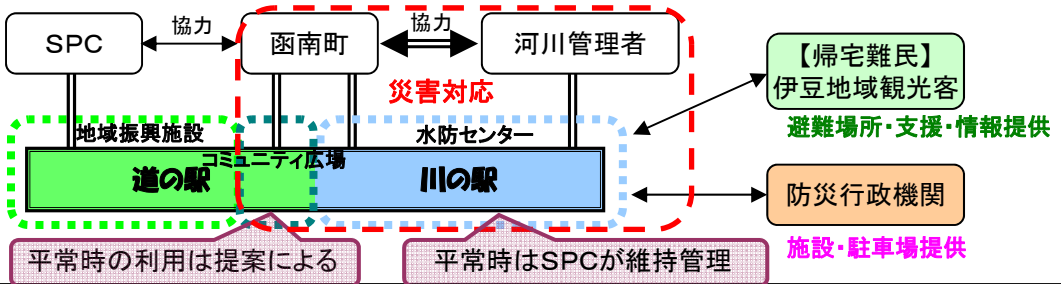 協力
協力
SPC
函南町
河川管理者
災害対応
【帰宅難民】
伊豆地域観光客
避難場所・支援・情報提供
地域振興施設
水防センター
コミュニティ広場
道の駅
川の駅
防災行政機関
施設・駐車場提供
平常時の利用は提案による
平常時はSPCが維持管理